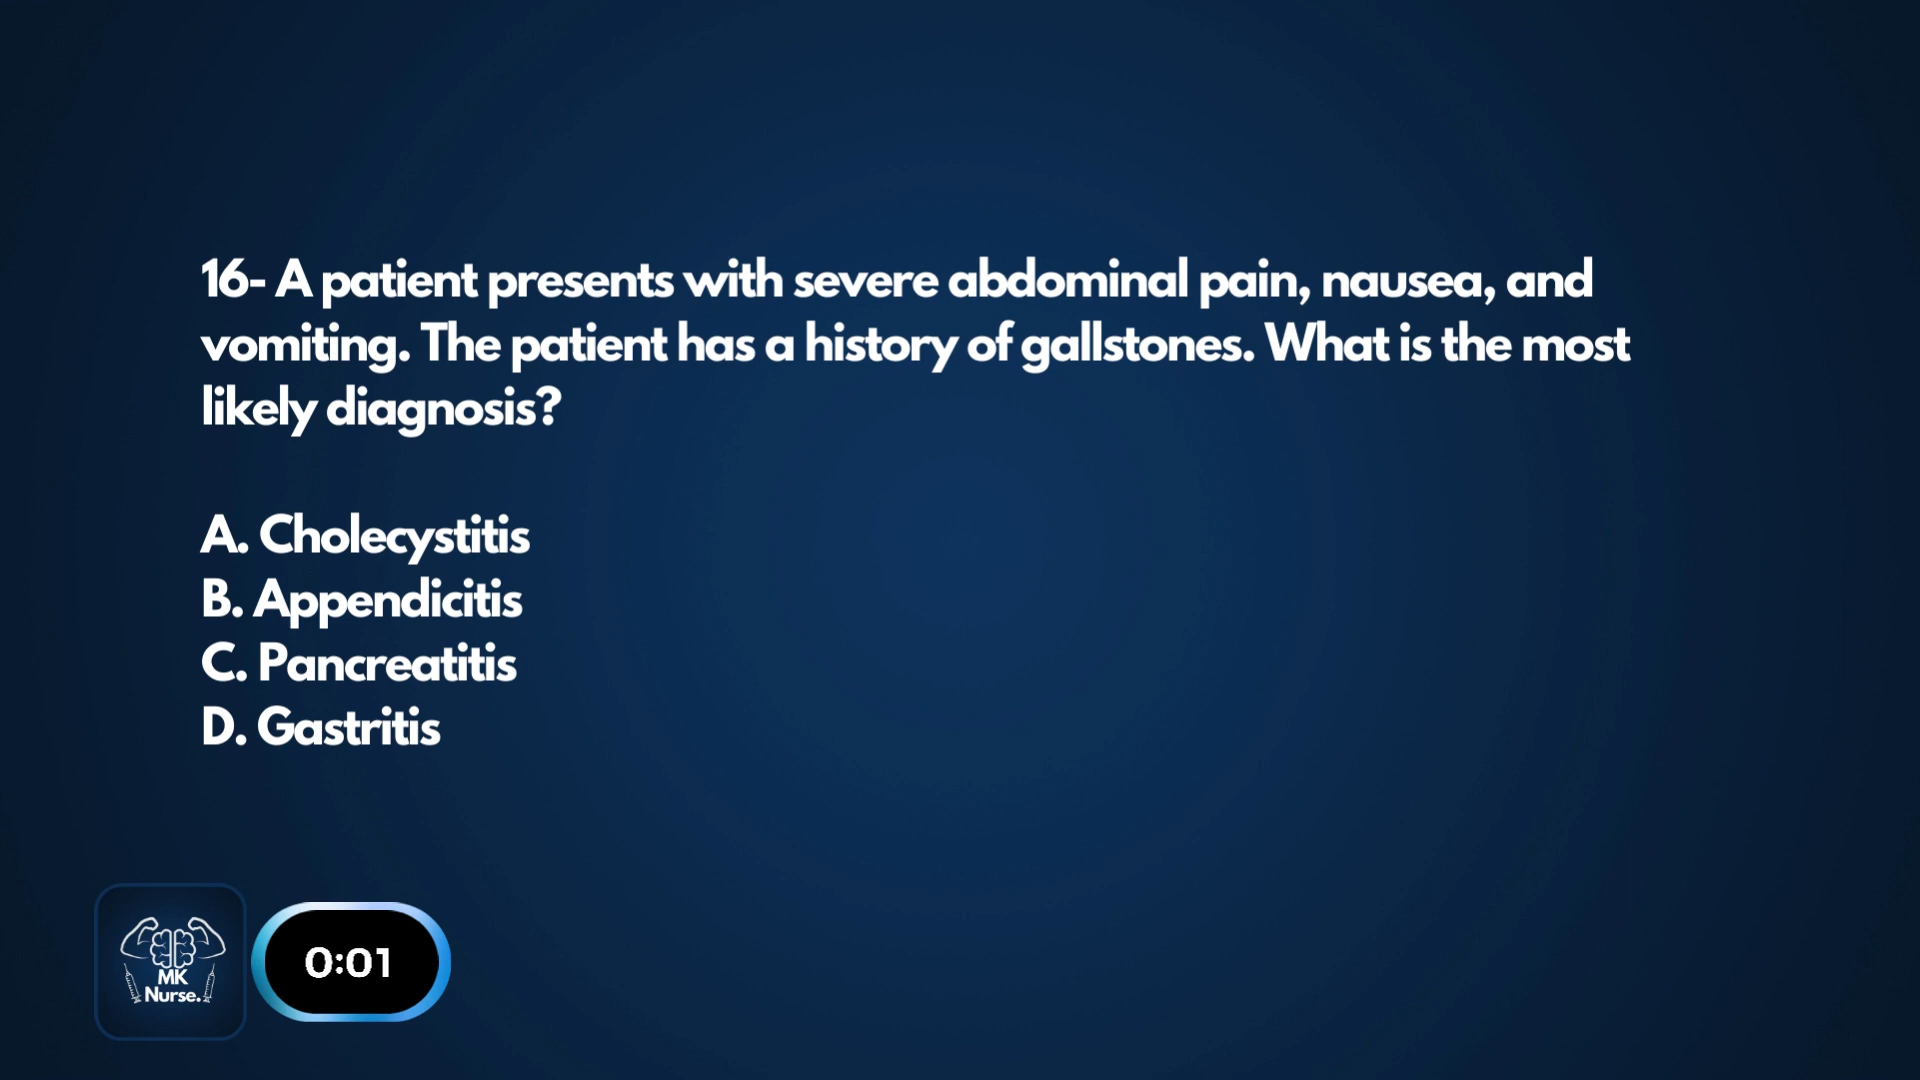 16- A patient presents with severe abdominal pain, nausea, and
vomiting. The patient has a history of gallstones. What is the most
likely diagnosis?
A. Cholecystitis
B. Appendicitis
C. Pancreatitis
D. Gastritis
MK
Nurse.
0:01